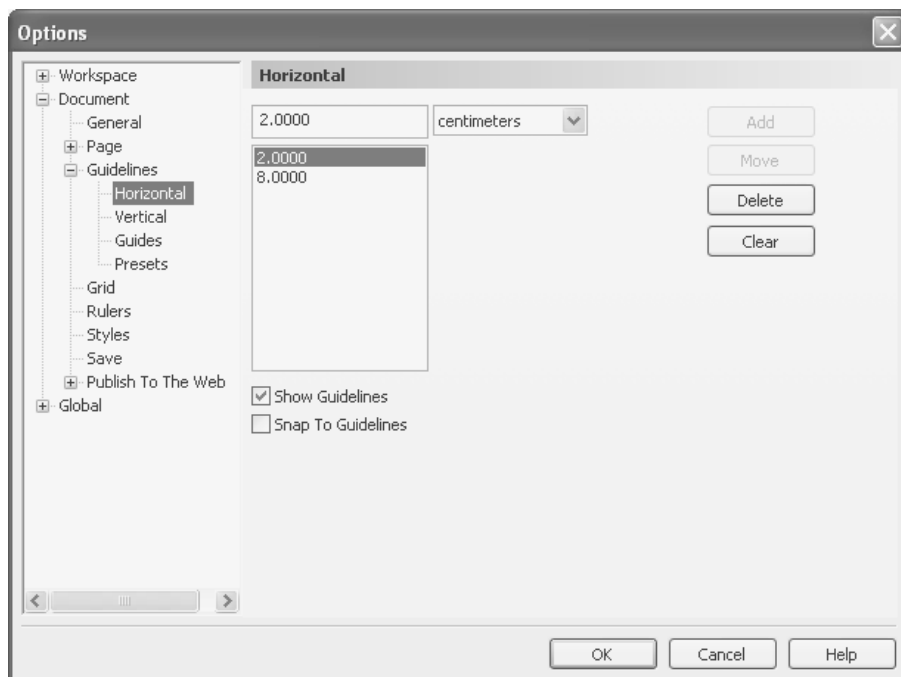 Options
Workspace
Document
General
Page
Guidelines
Horizontal
Vertical
Guides
Presets
Grid
Rulers
Styles
Save
Publish To The Web
Global
Horizontal
2.0000
centimeters
2.0000
8.0000
Show Guidelines
Snap To Guidelines
Add
Move
Delete
Clear
OK
Cancel
Help